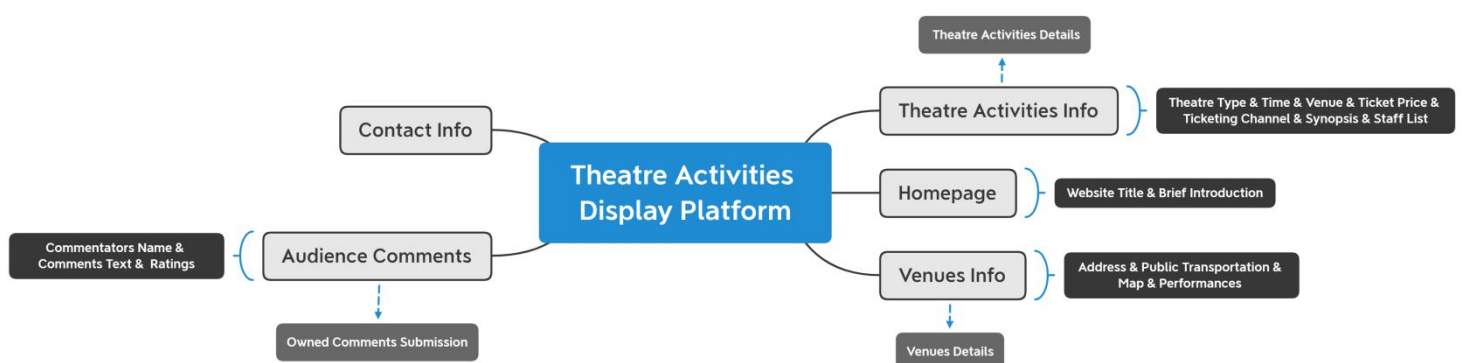 Theatre Activities Details
Theatre Activities Info
Theatre Type & Time & Venue & Ticket Price &
Ticketing Channel & Synopsis & Staff List
Contact Info
Theatre Activities
Display Platform
Homepage
Website Title & Brief Introduction
Commentators Name &
Comments Text & Ratings
Audience Comments
Venues Info
Address & Public Transportation &
Map & Performances
Owned Comments Submission
Venues Details